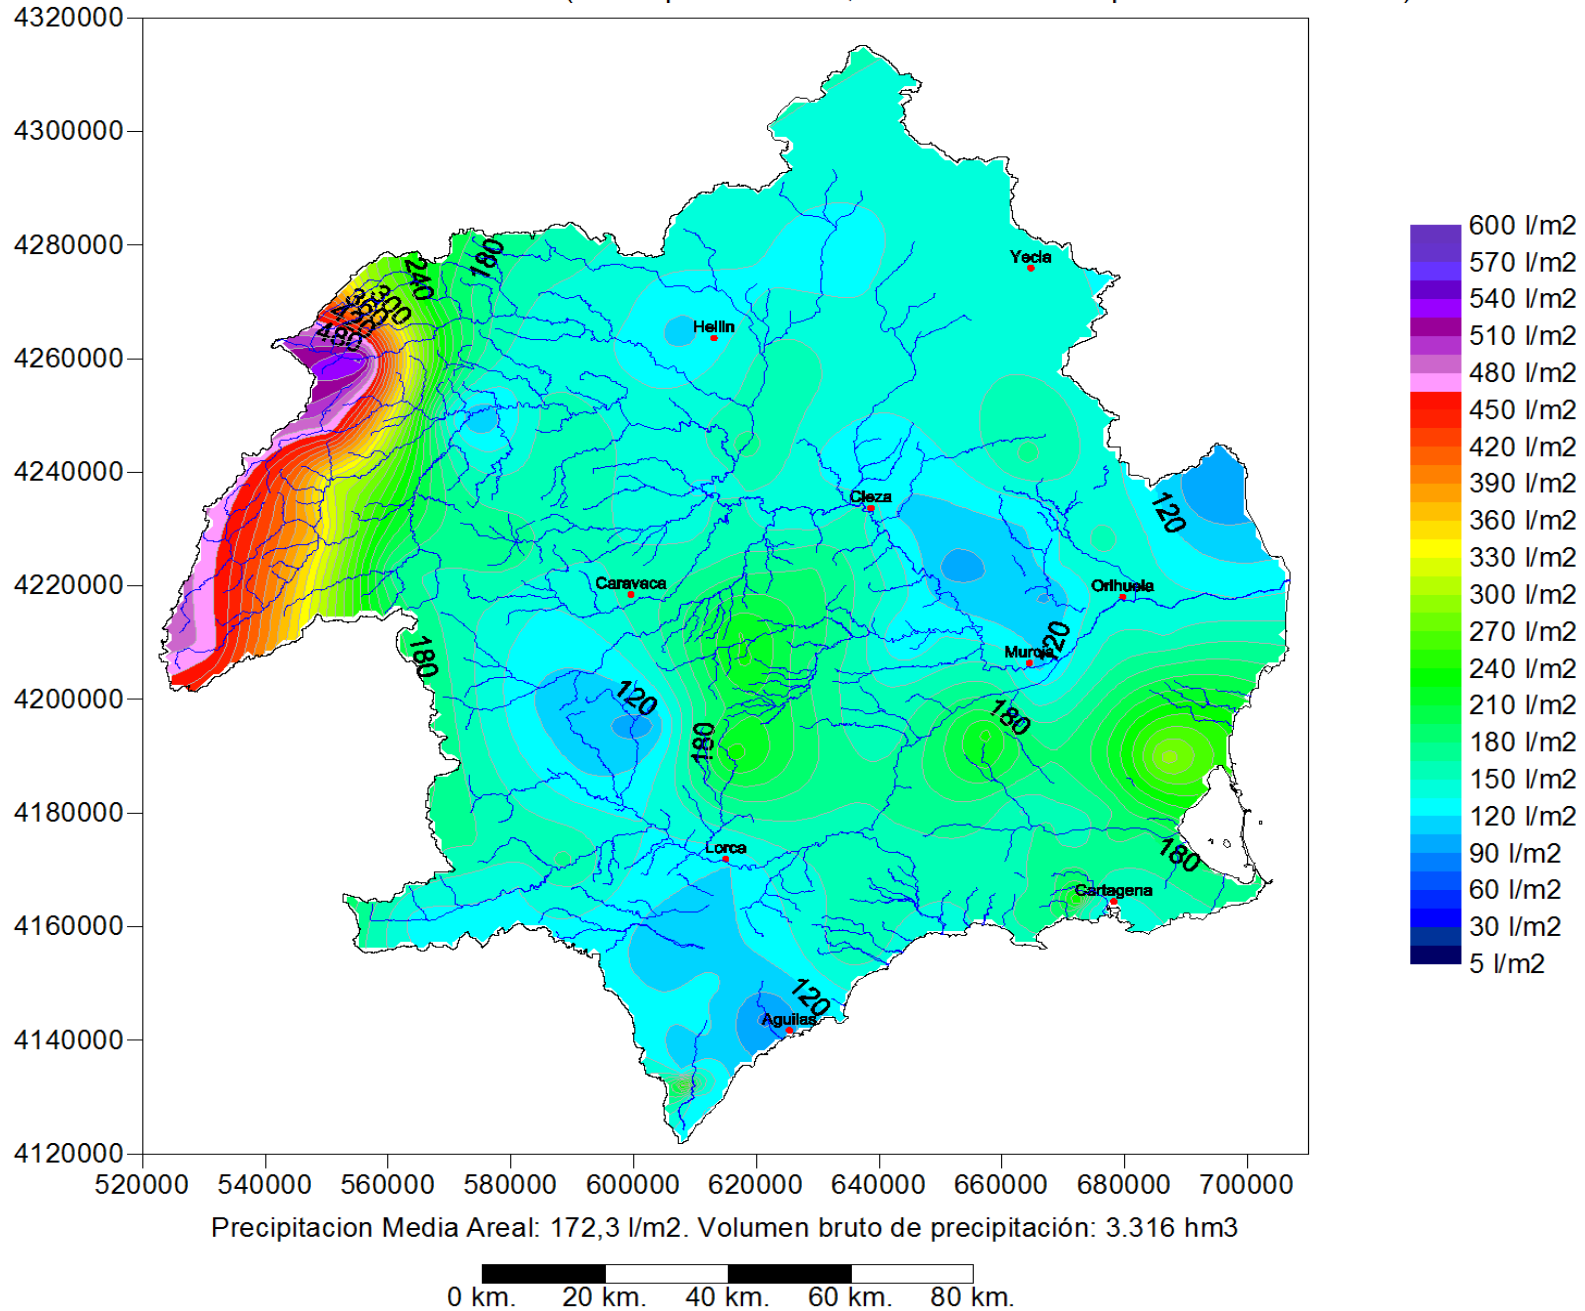 4320000
4300000
4280000
4260000
4240000
4220000
4200000
4180000
4160000
4140000
4120000
520000 540000 560000 580000 600000 620000 640000 660000 680000 700000
180
240
300
480
Yecla
Hellin
Cieza
120
Caravaca
Orihuela
120
Murcia
180
120
180
180
Lorca
180
Cartagena
120
Aguilas
600 l/m2
570 l/m2
540 l/m2
510 l/m2
480 l/m2
450 l/m2
420 l/m2
390 l/m2
360 l/m2
330 l/m2
300 l/m2
270 l/m2
240 l/m2
210 l/m2
180 l/m2
150 l/m2
120 l/m2
90 l/m2
60 l/m2
30 l/m2
5 l/m2
Precipitacion Media Areal: 172,3 l/m2. Volumen bruto de precipitación: 3.316 hm3
0 km. 20 km. 40 km. 60 km. 80 km.